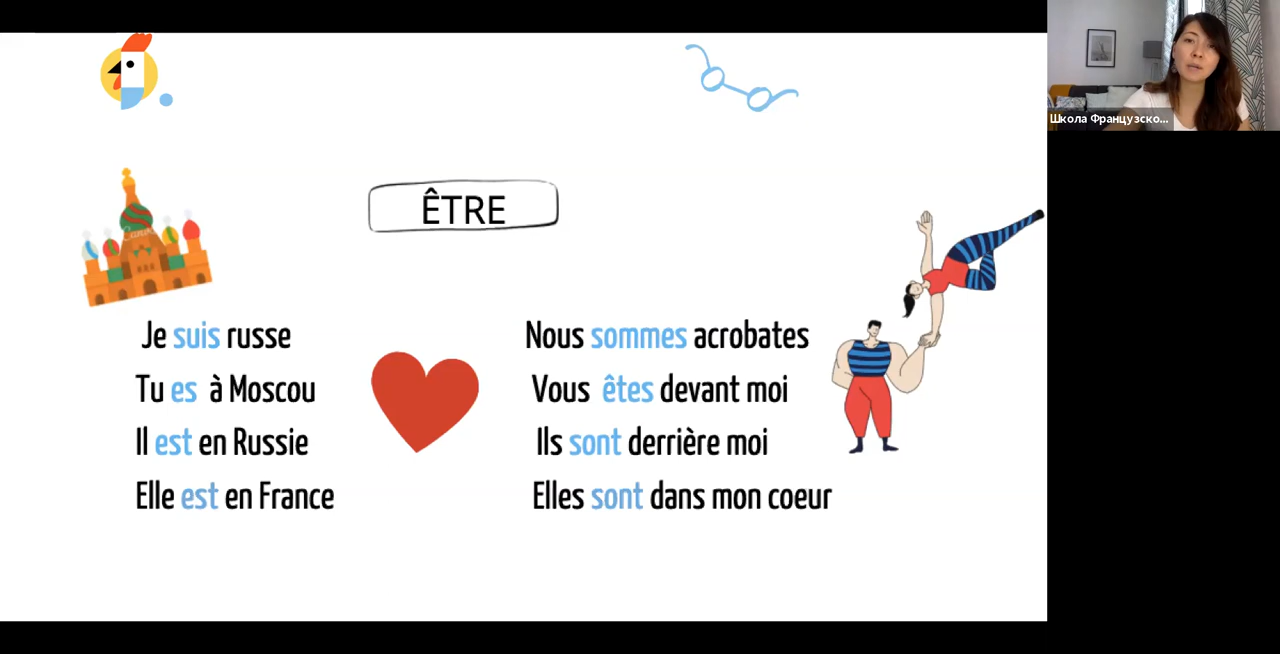 Школа Французско...
ÊTRE
Je suis russe
Tu es à Moscou
Il est en Russie
Elle est en France
Nous sommes acrobates
Vous êtes devant moi
Ils sont derrière moi
Elles sont dans mon coeur